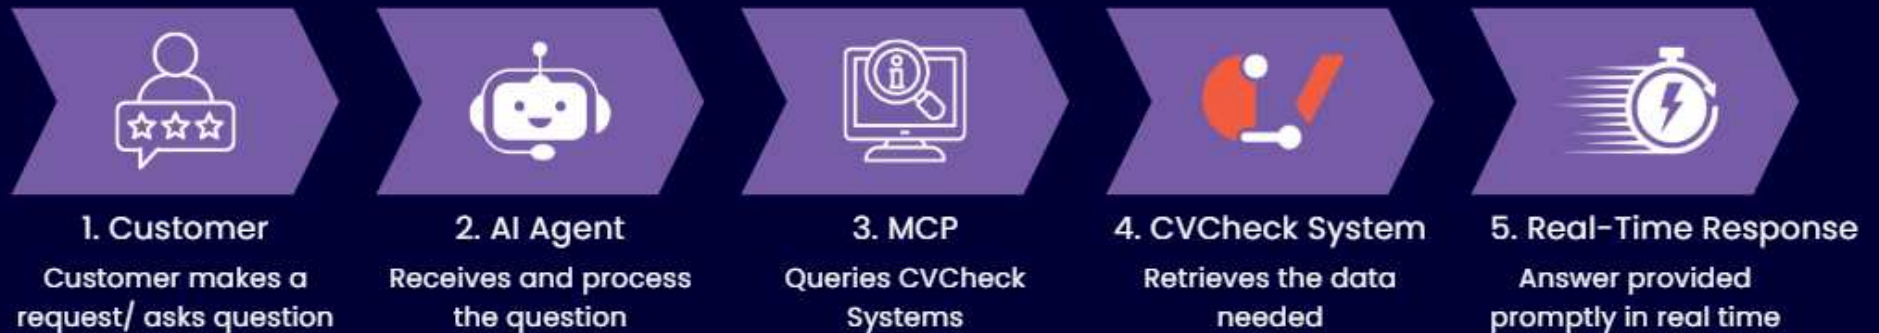 1. Customer
Customer makes a
request/ asks question
2. AI Agent
Receives and process
the question
3. MCP
Queries CVCheck
Systems
4. CVCheck System
Retrieves the data
needed
5. Real-Time Response
Answer provided
promptly in real time